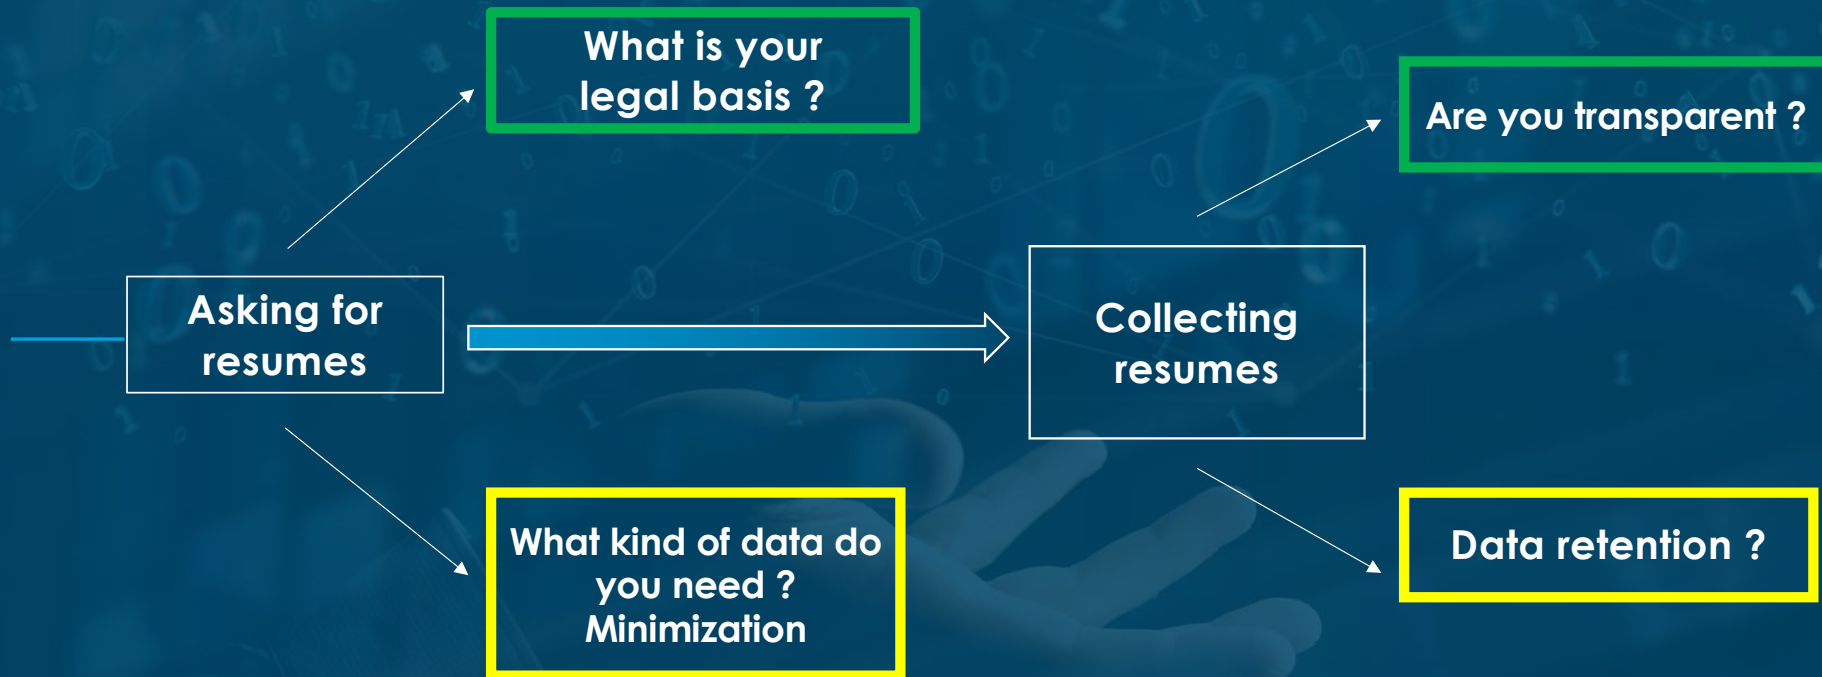 What is your
legal basis ?
Are you transparent ?
Asking for
resumes
Collecting
resumes
What kind of data do
you need ?
Minimization
Data retention ?